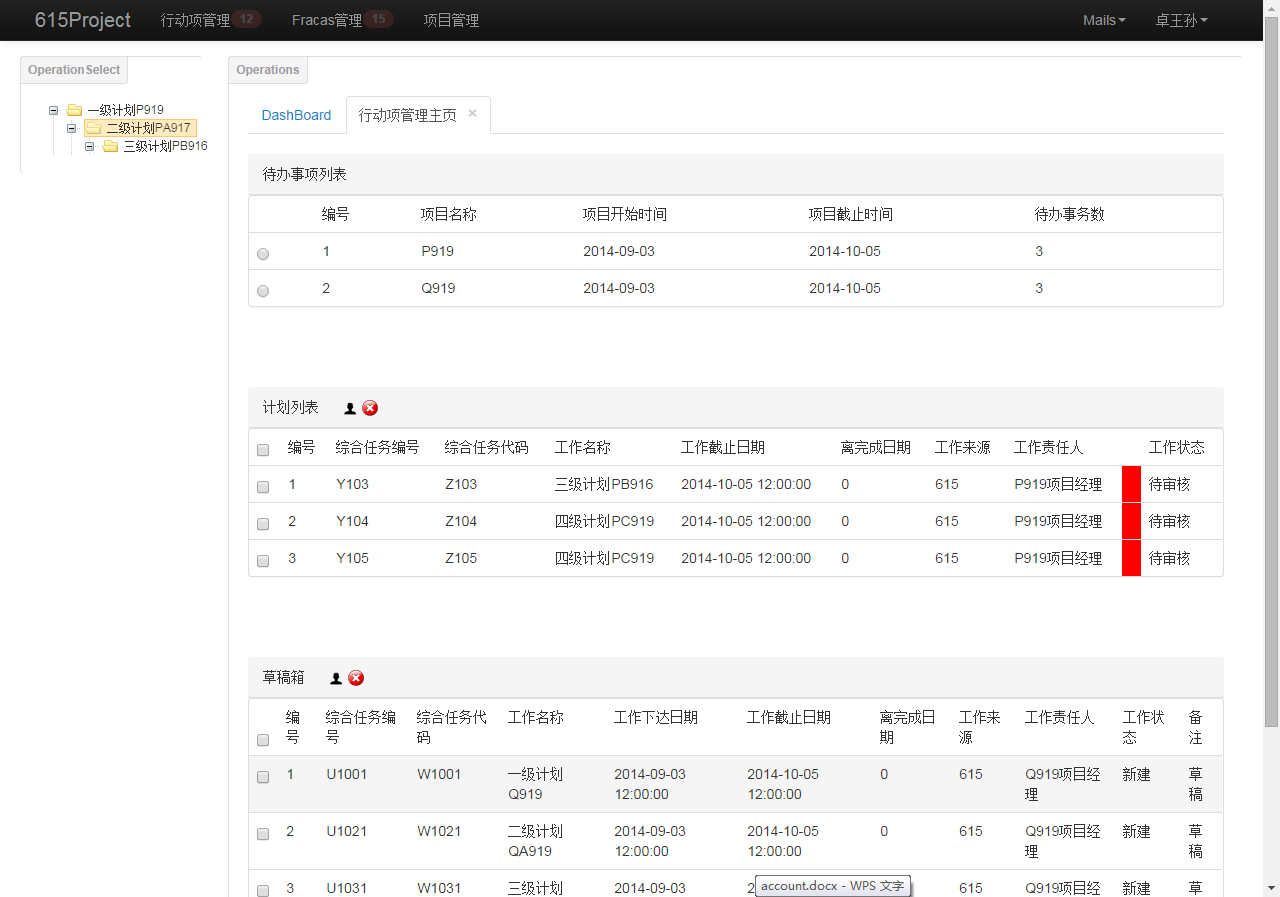 615Project 行动项管理 12 Fracas管理 15 项目管理 Mails 卓王孙
OperationSelect
一级计划P919
二级计划PA917
三级计划PB916
Operations
DashBoard 行动项管理主页 ×
待办事项列表
编号 项目名称 项目开始时间 项目截止时间 待办事务数
1 P919 2014-09-03 2014-10-05 3
2 Q919 2014-09-03 2014-10-05 3
计划列表
编号 综合任务编号 综合任务代码 工作名称 工作截止日期 离完成日期 工作来源 工作责任人 工作状态
1 Y103 Z103 三级计划PB916 2014-10-05 12:00:00 0 615 P919项目经理 待审核
2 Y104 Z104 四级计划PC919 2014-10-05 12:00:00 0 615 P919项目经理 待审核
3 Y105 Z105 四级计划PC919 2014-10-05 12:00:00 0 615 P919项目经理 待审核
草稿箱
编 综合任务编 综合任务代 工作名称 工作下达日期 工作截止日期 离完成日 工作来 工作责任人 工作状 备
号 号 码 期 源 态 注
1 U1001 W1001 一级计划 2014-09-03 2014-10-05 0 615 Q919项目经 新建 草
Q919 12:00:00 12:00:00 理 稿
2 U1021 W1021 二级计划 2014-09-03 2014-10-05 0 615 Q919项目经 新建 草
QA919 12:00:00 12:00:00 理 稿
3 U1031 W1031 三级计划 2014-09-03 2 615 Q919项目经 新建 草
account.docx - WPS 文字